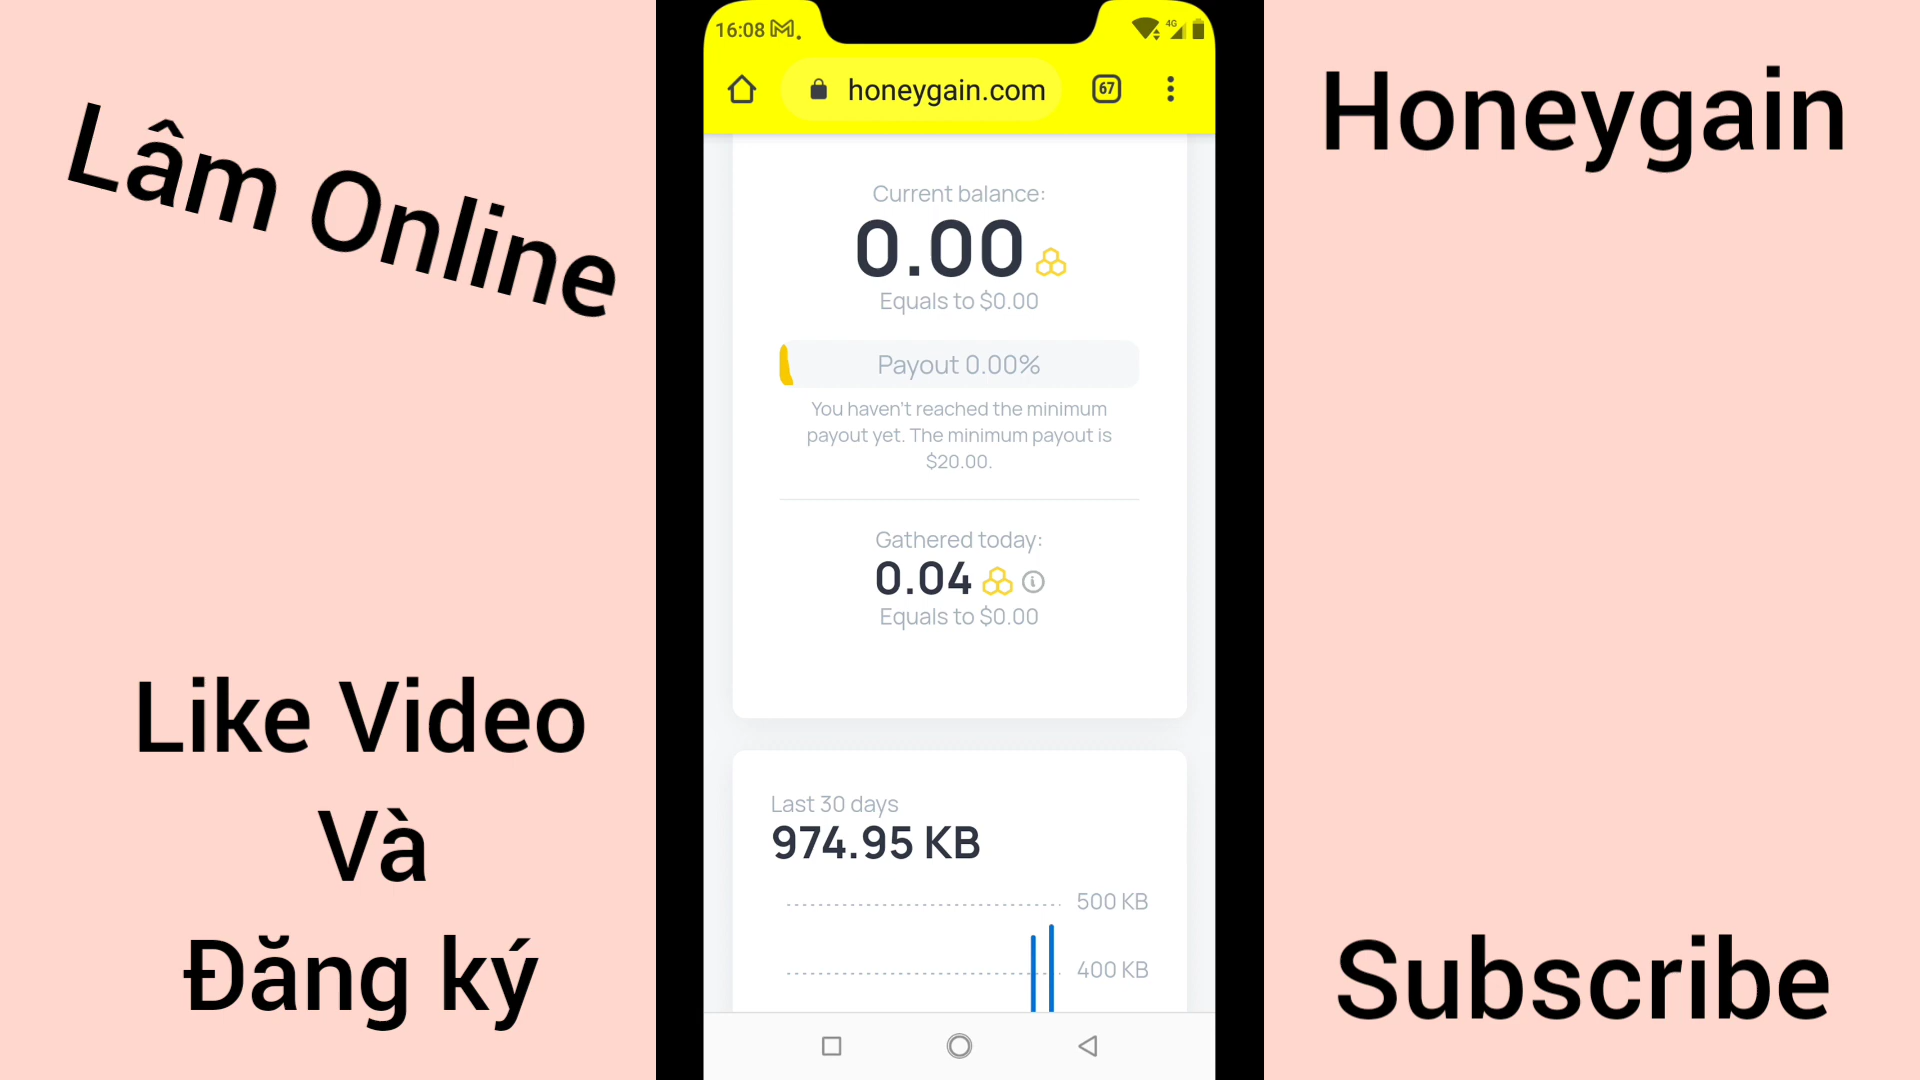 Lâm Online
Like Video
Và
Đăng ký
16:08
4G
honeygain.com
67
Current balance:
0.00
Equals to $0.00
Payout 0.00%
You haven't reached the minimum
payout yet. The minimum payout is
$20.00.
Gathered today:
0.04
Equals to $0.00
Last 30 days
974.95 KB
500 KB
400 KB
Honeygain
Subscribe